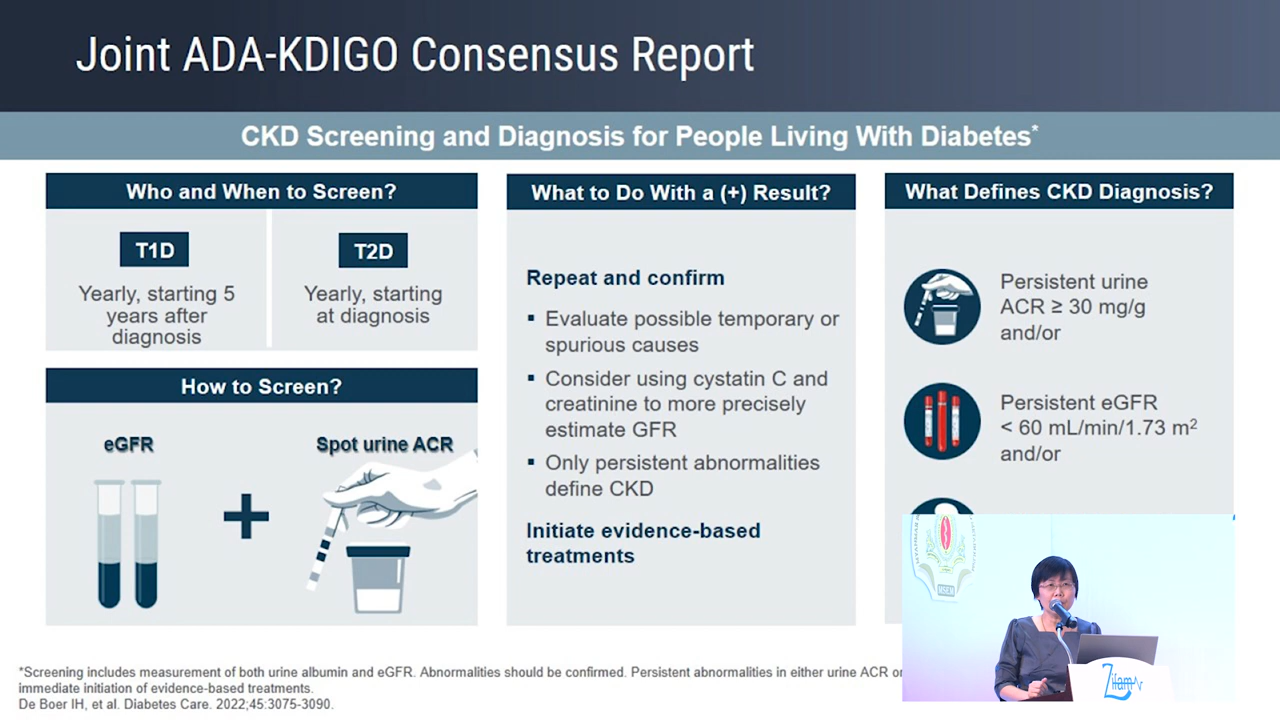 Joint ADA-KDIGO Consensus Report
CKD Screening and Diagnosis for People Living With Diabetes*
Who and When to Screen?
T1D
Yearly, starting 5
years after
diagnosis
T2D
Yearly, starting
at diagnosis
How to Screen?
eGFR
+
Spot urine ACR
What to Do With a (+) Result?
Repeat and confirm
▪ Evaluate possible temporary or
spurious causes
▪ Consider using cystatin C and
creatinine to more precisely
estimate GFR
▪ Only persistent abnormalities
define CKD
Initiate evidence-based
treatments
What Defines CKD Diagnosis?
Persistent urine
ACR ≥ 30 mg/g
and/or
Persistent eGFR
< 60 mL/min/1.73 m²
and/or
*Screening includes measurement of both urine albumin and eGFR. Abnormalities should be confirmed. Persistent abnormalities in either urine ACR or
immediate initiation of evidence-based treatments.
De Boer IH, et al. Diabetes Care. 2022;45:3075-3090.
Zifam